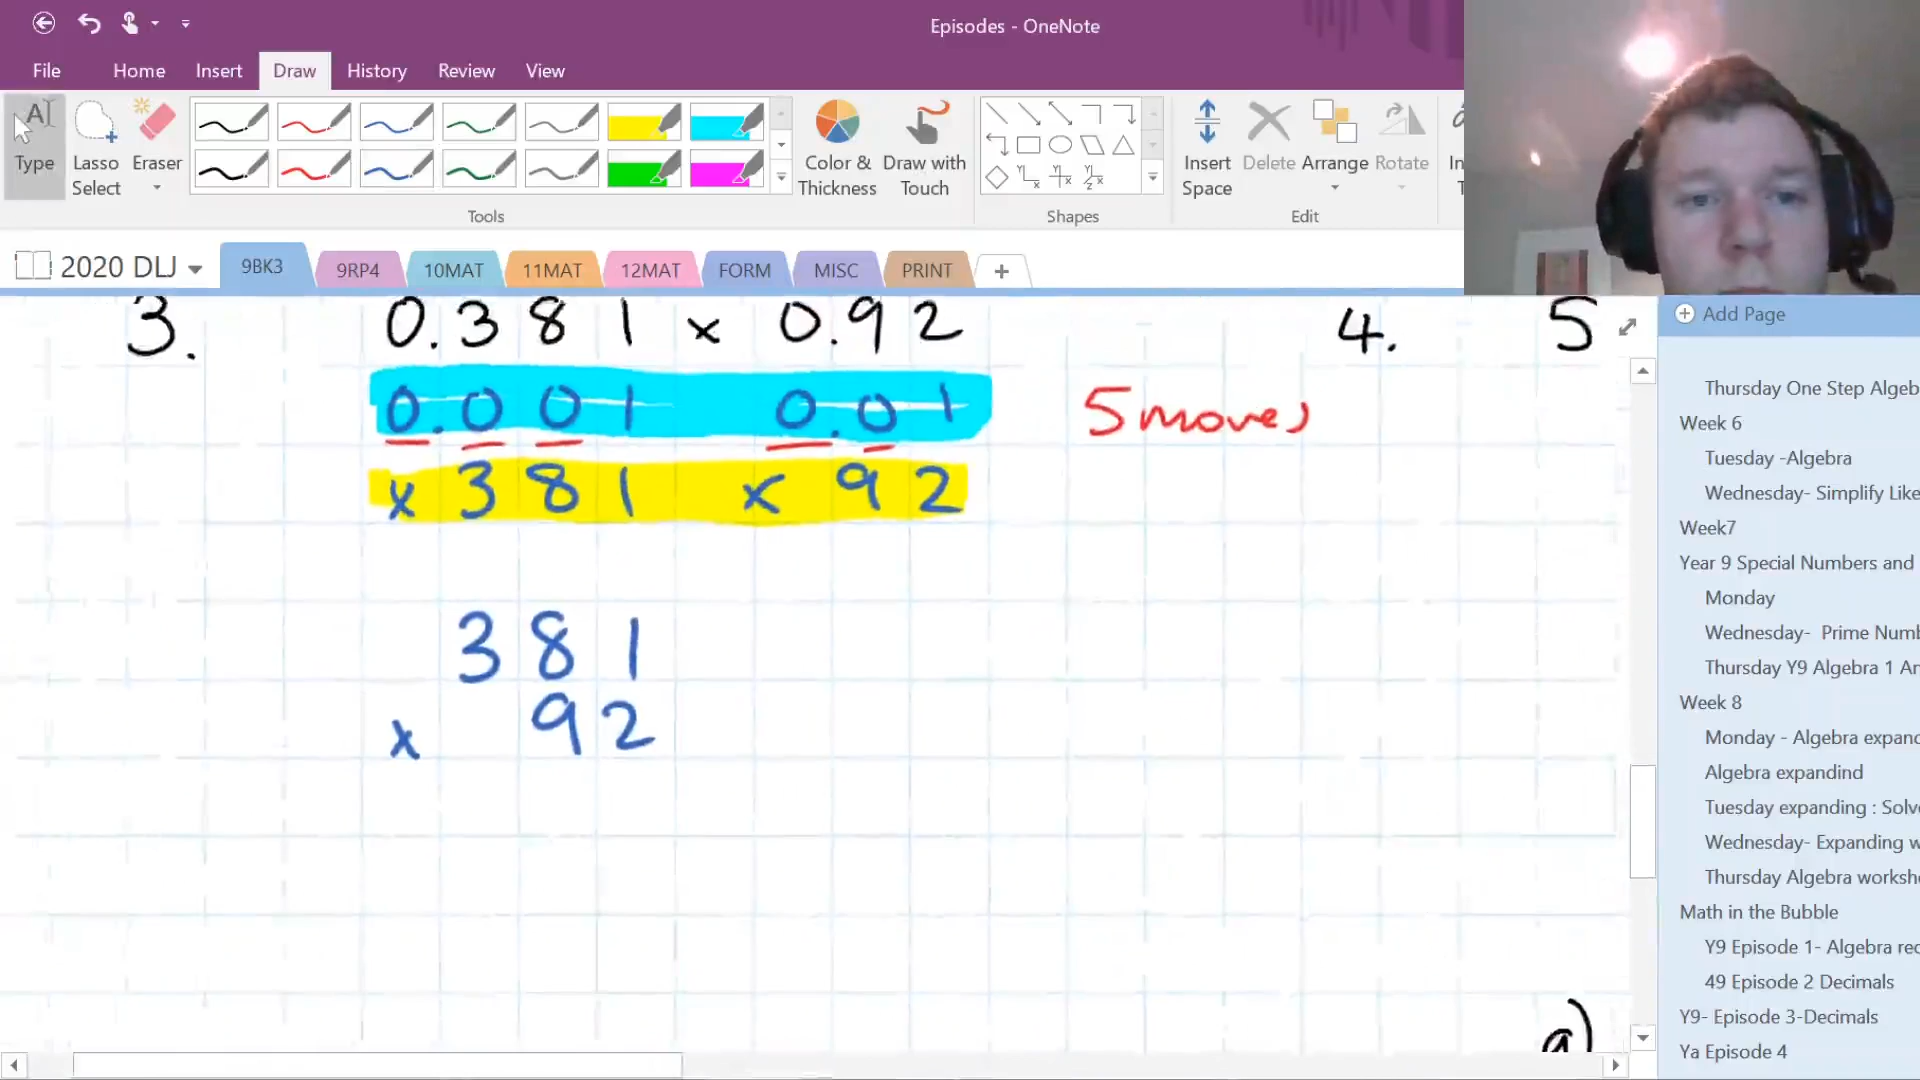 Episodes - OneNote
File Home Insert Draw History Review View
Type
Lasso Select
Eraser
Color & Thickness
Draw with Touch
Insert Space
Delete
Arrange
Rotate
Tools
Shapes
Edit
2020 DLJ
9BK3 9RP4 10MAT 11MAT 12MAT FORM MISC PRINT
3. 0.381 x 0.92
4. 5
0.001 0.01
5 moves
x 381 x 92
381
x 92
a)
Add Page
Thursday One Step Algeb
Week 6
Tuesday -Algebra
Wednesday- Simplify Like
Week7
Year 9 Special Numbers and
Monday
Wednesday- Prime Numb
Thursday Y9 Algebra 1 An
Week 8
Monday - Algebra expand
Algebra expandind
Tuesday expanding : Solve
Wednesday- Expanding w
Thursday Algebra workshe
Math in the Bubble
Y9 Episode 1- Algebra rec
49 Episode 2 Decimals
Y9- Episode 3-Decimals
Ya Episode 4